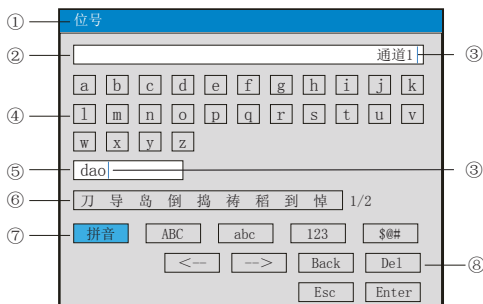 ① 位号
② 通道1 ③
a b c d e f g h i j k
④ l m n o p q r s t u v
w x y z
⑤ dao ③
⑥ 刀 导 岛 倒 捣 祷 稻 到 悼 1/2
⑦ 拼音 ABC abc 123 $@#
<-- --> Back Del ⑧
Esc Enter